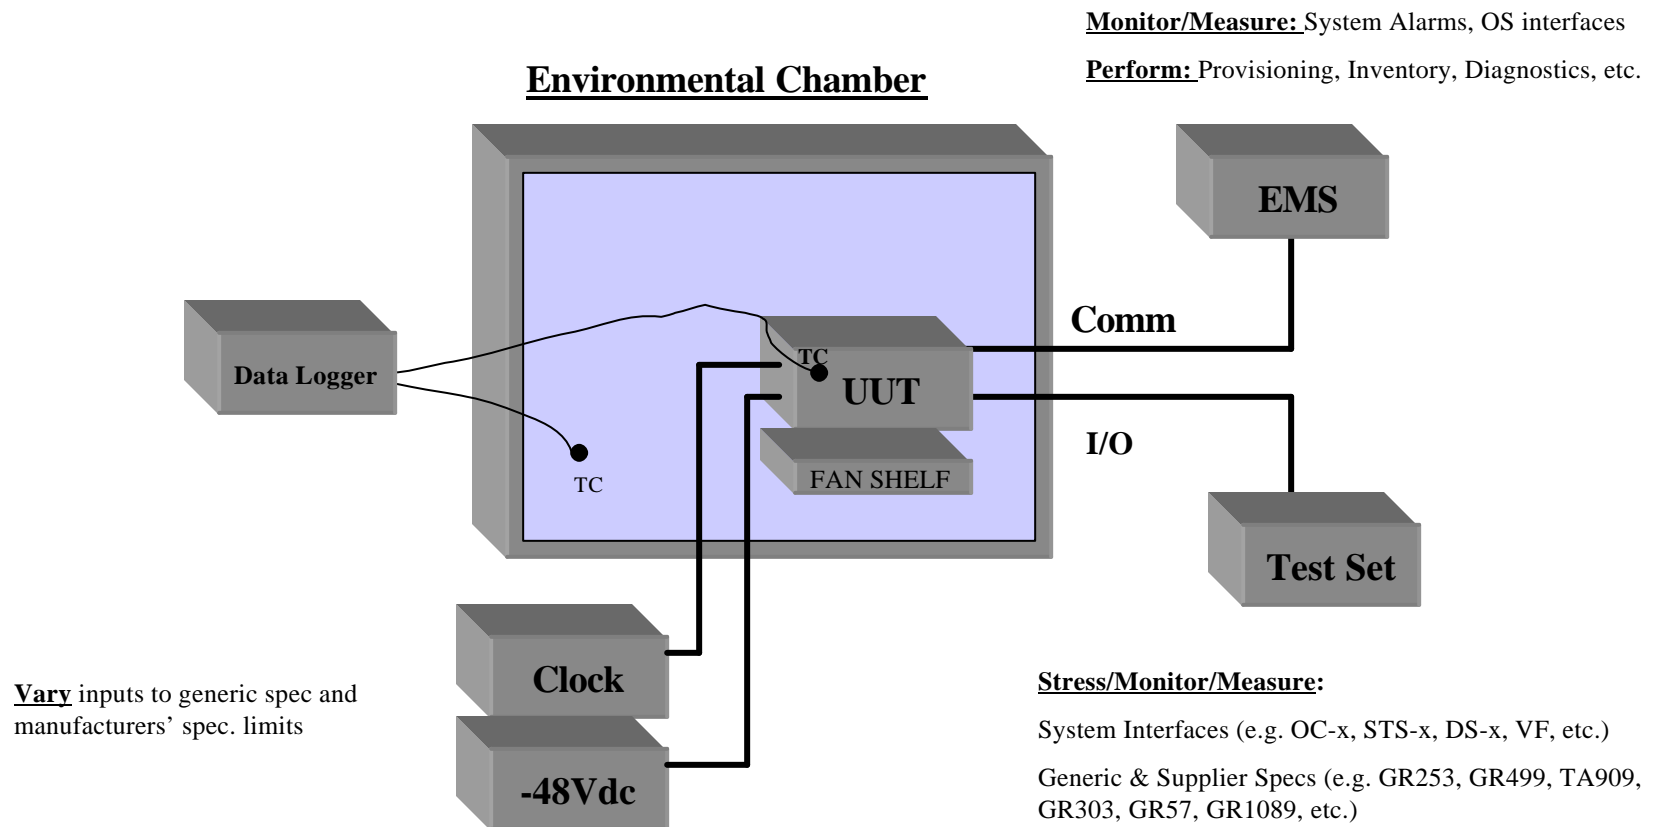 Monitor/Measure: System Alarms, OS interfaces
Perform: Provisioning, Inventory, Diagnostics, etc.
Environmental Chamber
EMS
Comm
Data Logger
TC
UUT
I/O
FAN SHELF
TC
Test Set
Clock
Vary inputs to generic spec and
manufacturers’ spec. limits
-48Vdc
Stress/Monitor/Measure:
System Interfaces (e.g. OC-x, STS-x, DS-x, VF, etc.)
Generic & Supplier Specs (e.g. GR253, GR499, TA909,
GR303, GR57, GR1089, etc.)